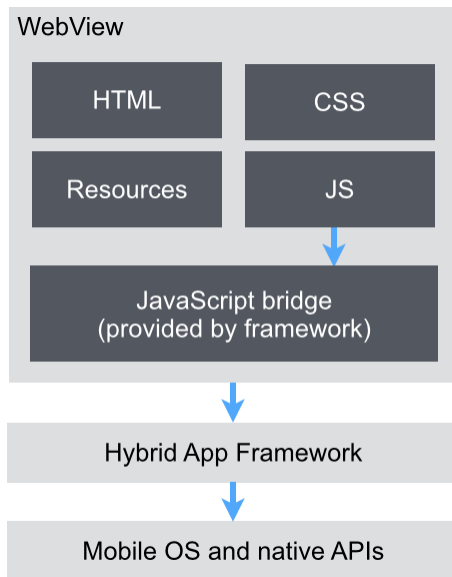 WebView
HTML
CSS
Resources
JS
JavaScript bridge
(provided by framework)
Hybrid App Framework
Mobile OS and native APIs